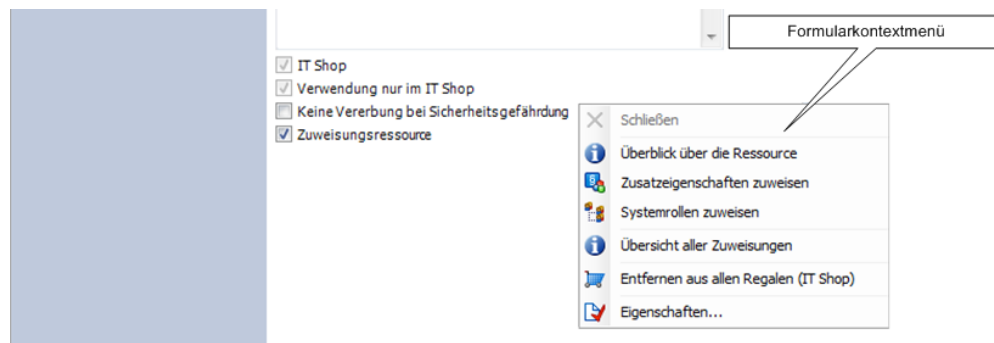 Formularkontextmenü
IT Shop
Verwendung nur im IT Shop
Keine Vererbung bei Sicherheitsgefährdung
Zuweisungsressource
Schließen
Überblick über die Ressource
Zusatzeigenschaften zuweisen
Systemrollen zuweisen
Übersicht aller Zuweisungen
Entfernen aus allen Regalen (IT Shop)
Eigenschaften...